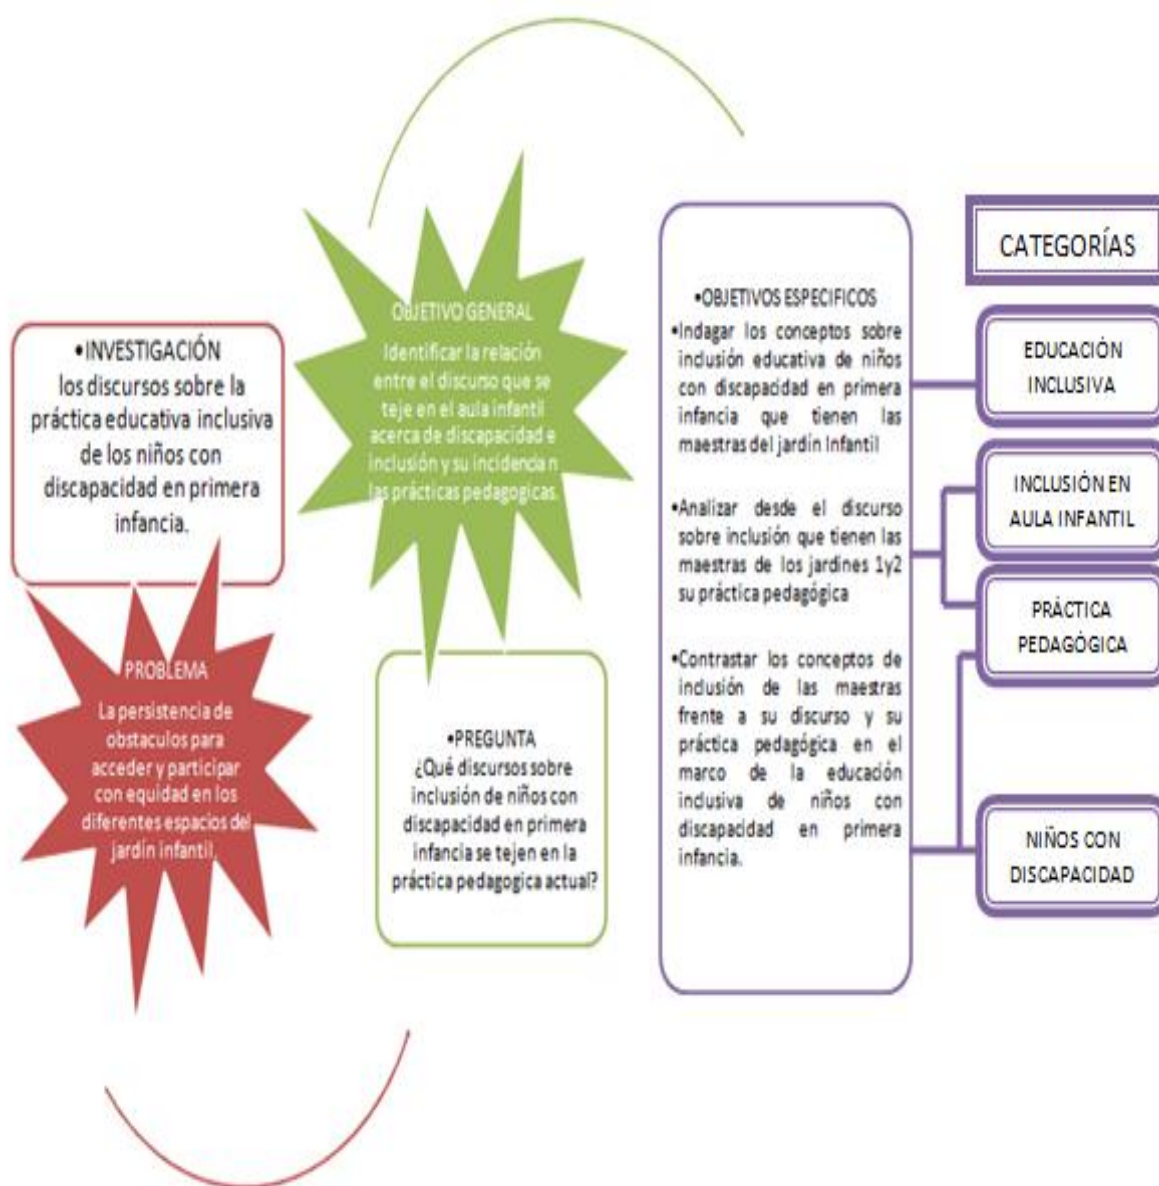 •INVESTIGACIÓN
los discursos sobre la
práctica educativa inclusiva
de los niños con
discapacidad en primera
infancia.
PROBLEMA
La persistencia de
obstaculos para
acceder y participar
con equidad en los
diferentes espacios del
jardín infantil.
OBJETIVO GENERAL
Identificar la relación
entre el discurso que se
teje en el aula infantil
acerca de discapacidad e
inclusión y su incidencia n
las prácticas pedagogicas.
•PREGUNTA
¿Qué discursos sobre
inclusión de niños con
discapacidad en primera
infancia se tejen en la
práctica pedagogica actual?
•OBJETIVOS ESPECIFICOS
•Indagar los conceptos sobre
inclusión educativa de niños
con discapacidad en primera
infancia que tienen las
maestras del jardín Infantil
•Analizar desde el discurso
sobre inclusión que tienen las
maestras de los jardines 1y2
su práctica pedagógica
•Contrastar los conceptos de
inclusión de las maestras
frente a su discurso y su
práctica pedagógica en el
marco de la educación
inclusiva de niños con
discapacidad en primera
infancia.
CATEGORÍAS
EDUCACIÓN
INCLUSIVA
INCLUSIÓN EN
AULA INFANTIL
PRÁCTICA
PEDAGÓGICA
NIÑOS CON
DISCAPACIDAD